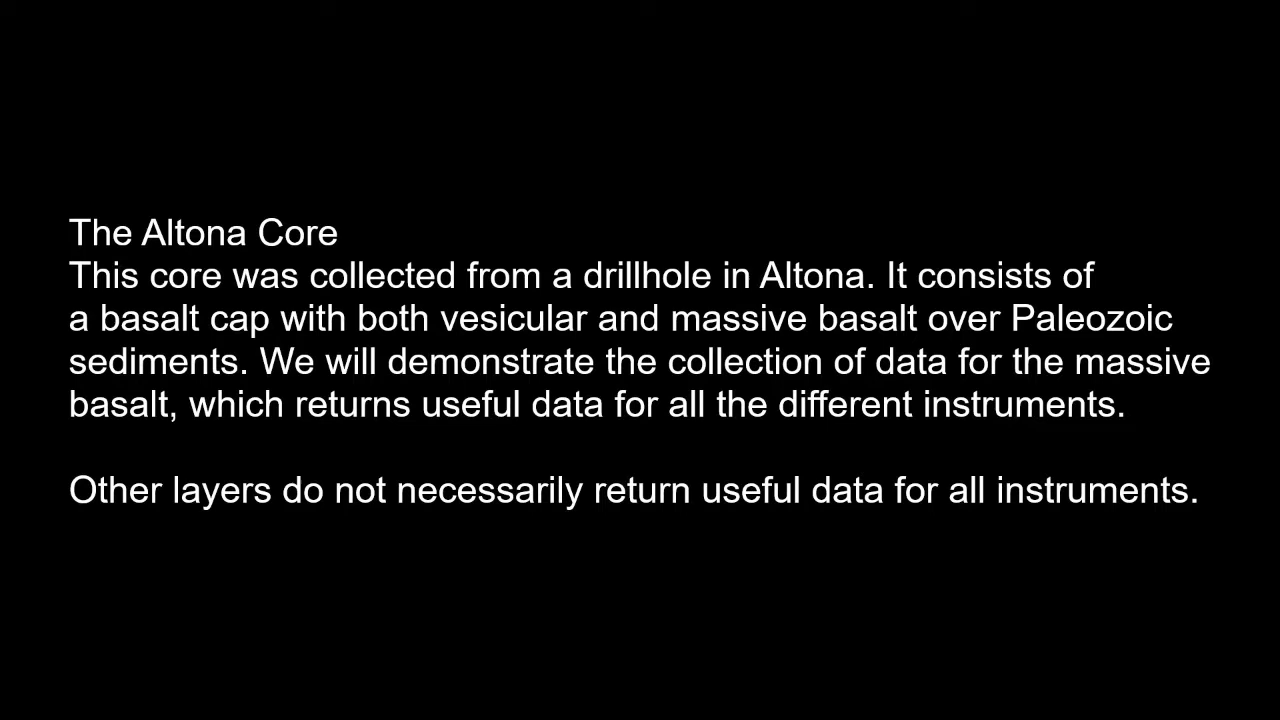 The Altona Core
This core was collected from a drillhole in Altona. It consists of
a basalt cap with both vesicular and massive basalt over Paleozoic
sediments. We will demonstrate the collection of data for the massive
basalt, which returns useful data for all the different instruments.
Other layers do not necessarily return useful data for all instruments.